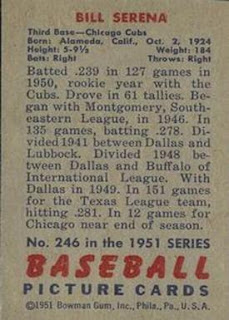 BILL SERENA
Third Base—Chicago Cubs
Born: Alameda, Calif., Oct. 2, 1924
Height: 5-9½ Weight: 184
Bats: Right Throws: Right
Batted .239 in 127 games in
1950, rookie year with the
Cubs. Drove in 61 tallies. Be-
gan with Montgomery, South-
eastern League, in 1946. In
135 games, batting .278. Di-
vided 1941 between Dallas and
Lubbock. Divided 1948 be-
tween Dallas and Buffalo of
International League. With
Dallas in 1949. In 151 games
for the Texas League team,
hitting .281. In 12 games for
Chicago near end of season.
No. 246 in the 1951 SERIES
BASEBALL
PICTURE CARDS
©1951 Bowman Gum, Inc., Phila., Pa., U. S. A.